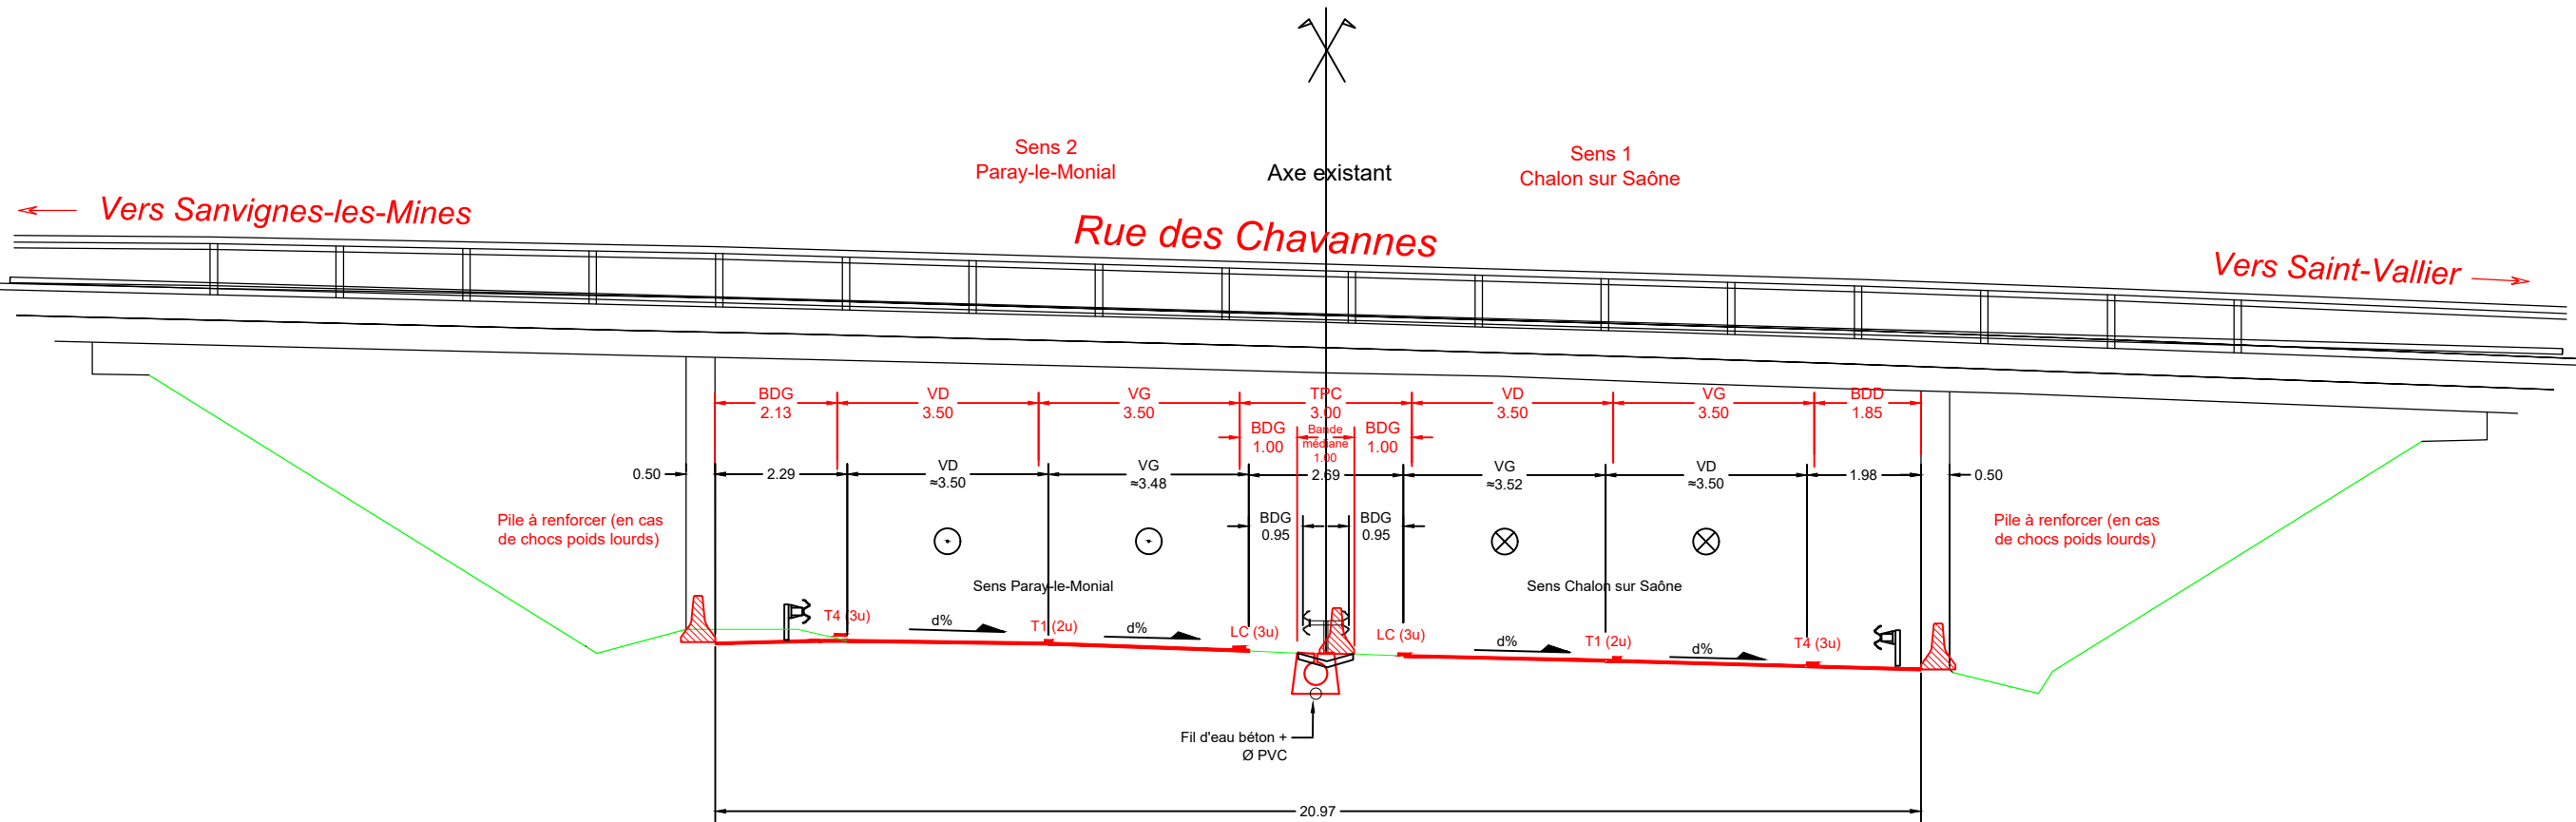 Sens 2
Paray-le-Monial
Axe existant
Sens 1
Chalon sur Saône
Vers Sanvignes-les-Mines
Rue des Chavannes
Vers Saint-Vallier
BDG
2.13
VD
3.50
VG
3.50
TPC
3.00
VD
3.50
VG
3.50
BDD
1.85
BDG
1.00
Bande
médiane
1.00
BDG
1.00
0.50
2.29
VD
≈3.50
VG
≈3.48
2.69
VG
≈3.52
VD
≈3.50
1.98
0.50
BDG
0.95
BDG
0.95
Pile à renforcer (en cas
de chocs poids lourds)
Pile à renforcer (en cas
de chocs poids lourds)
Sens Paray-le-Monial
Sens Chalon sur Saône
T4 (3u)
d%
T1 (2u)
d%
LC (3u)
LC (3u)
d%
T1 (2u)
d%
T4 (3u)
Fil d'eau béton +
Ø PVC
20.97